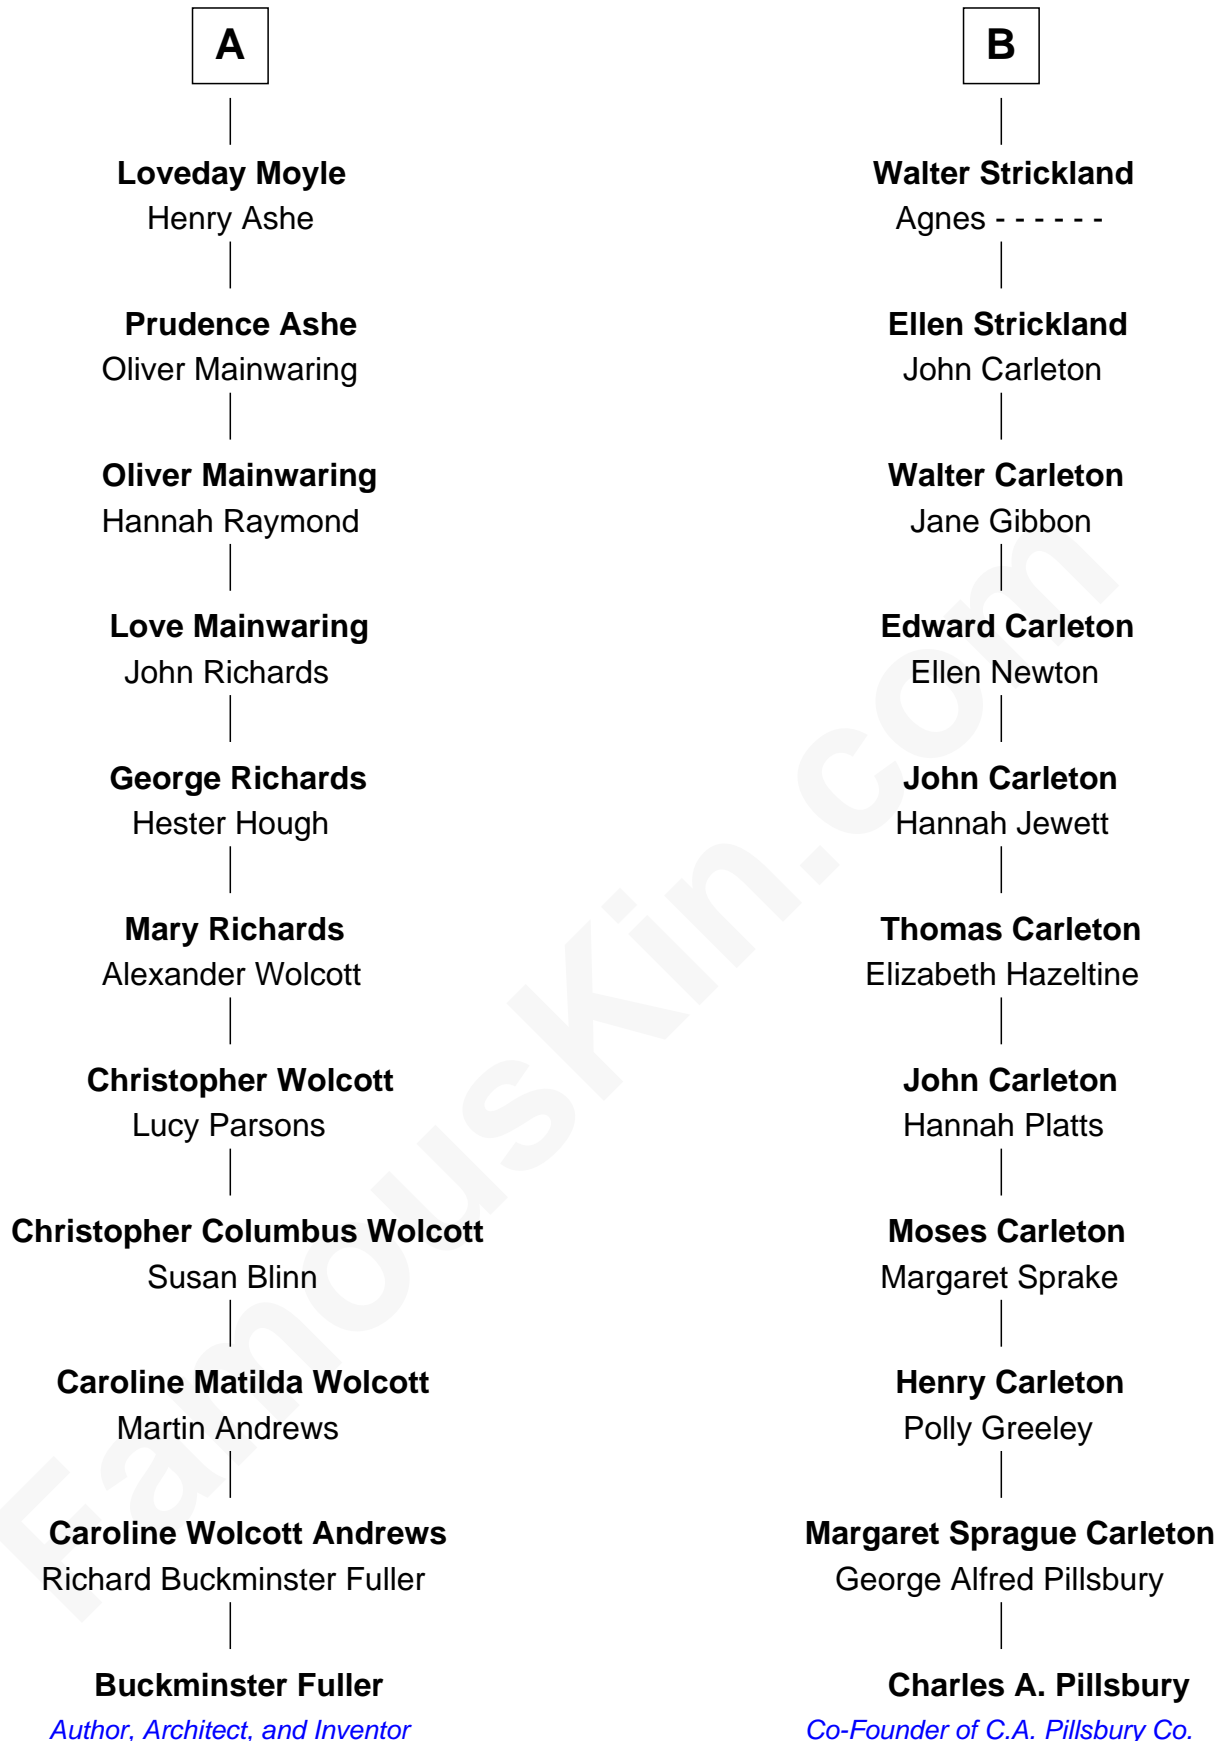 A
Loveday Moyle
Henry Ashe
Prudence Ashe
Oliver Mainwaring
Oliver Mainwaring
Hannah Raymond
Love Mainwaring
John Richards
George Richards
Hester Hough
Mary Richards
Alexander Wolcott
Christopher Wolcott
Lucy Parsons
Christopher Columbus Wolcott
Susan Blinn
Caroline Matilda Wolcott
Martin Andrews
Caroline Wolcott Andrews
Richard Buckminster Fuller
Buckminster Fuller
Author, Architect, and Inventor
B
Walter Strickland
Agnes - - - - - -
Ellen Strickland
John Carleton
Walter Carleton
Jane Gibbon
Edward Carleton
Ellen Newton
John Carleton
Hannah Jewett
Thomas Carleton
Elizabeth Hazeltine
John Carleton
Hannah Platts
Moses Carleton
Margaret Sprake
Henry Carleton
Polly Greeley
Margaret Sprague Carleton
George Alfred Pillsbury
Charles A. Pillsbury
Co-Founder of C.A. Pillsbury Co.
FamousKin.com